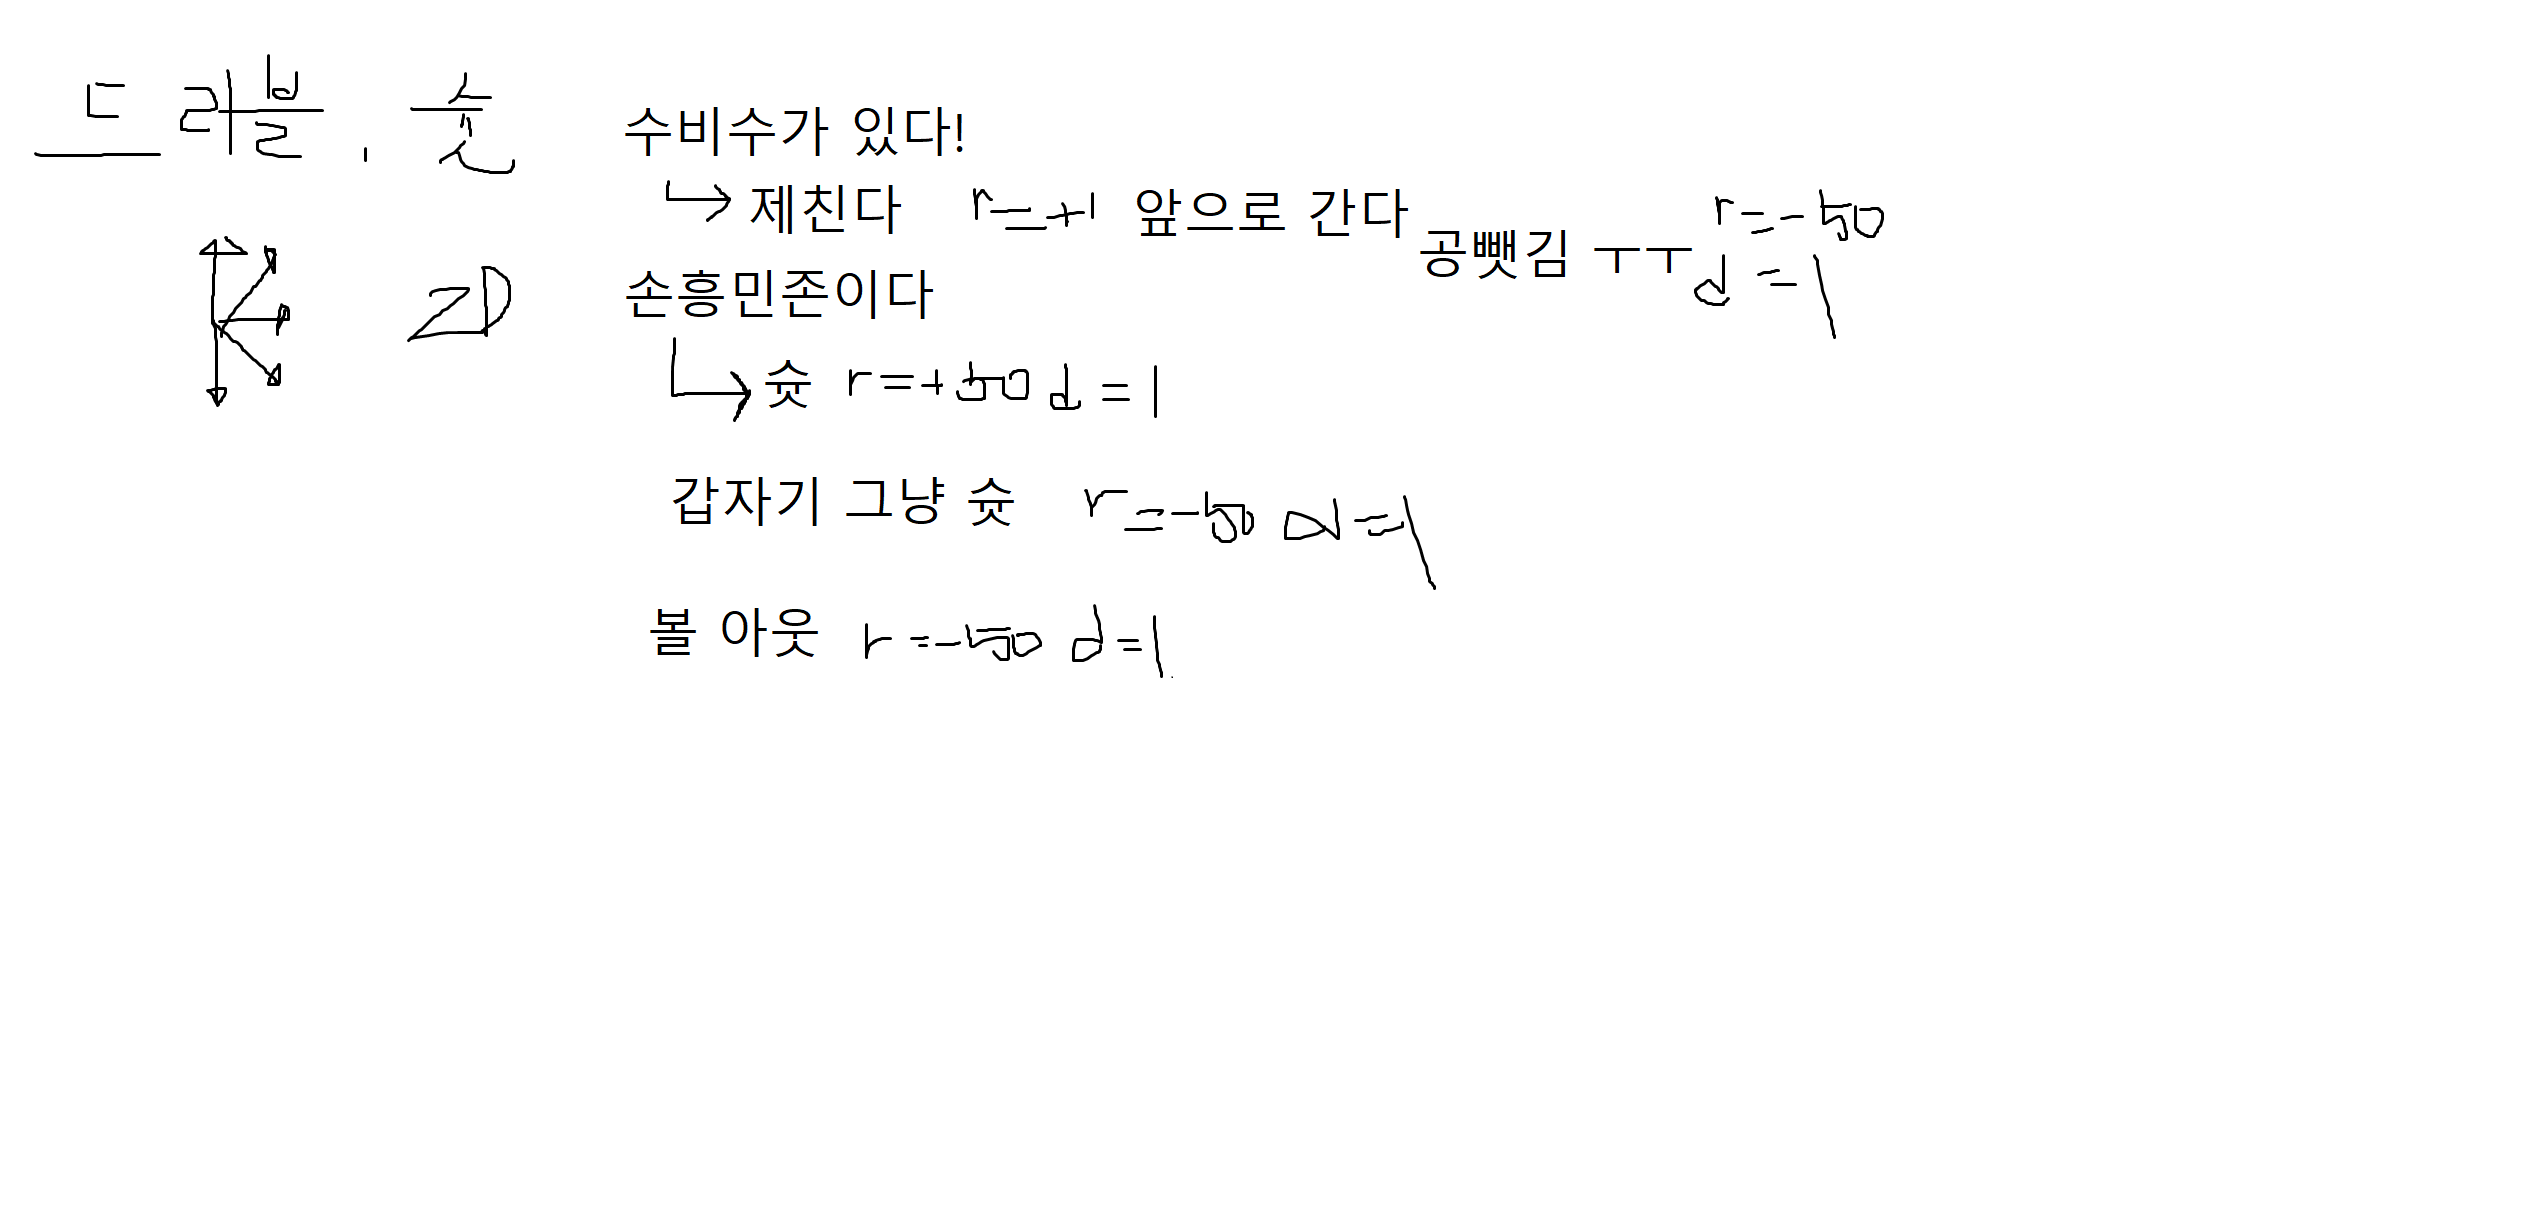 드래블, 슛
수비수가 있다!
제친다 r=+1 앞으로 간다
공뺏김 ㅜㅜ r=-50
d=1
ZD
손흥민존이다
슛 r=+50 d=1
갑자기 그냥 슛 r=-50 d=1
볼 아웃 r=-50 d=1